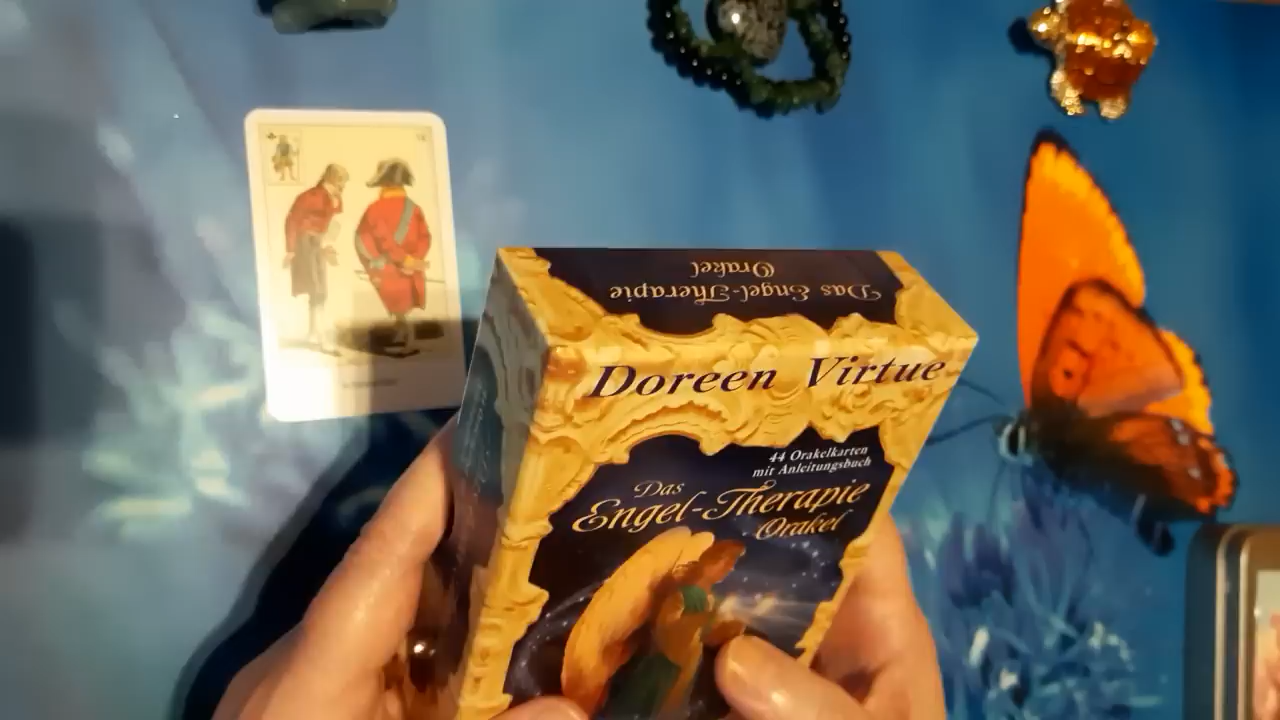 Das Engel-Therapie
Orakel
Doreen Virtue
44 Orakelkarten
mit Anleitungsbuch
Das
Engel-Therapie
Orakel